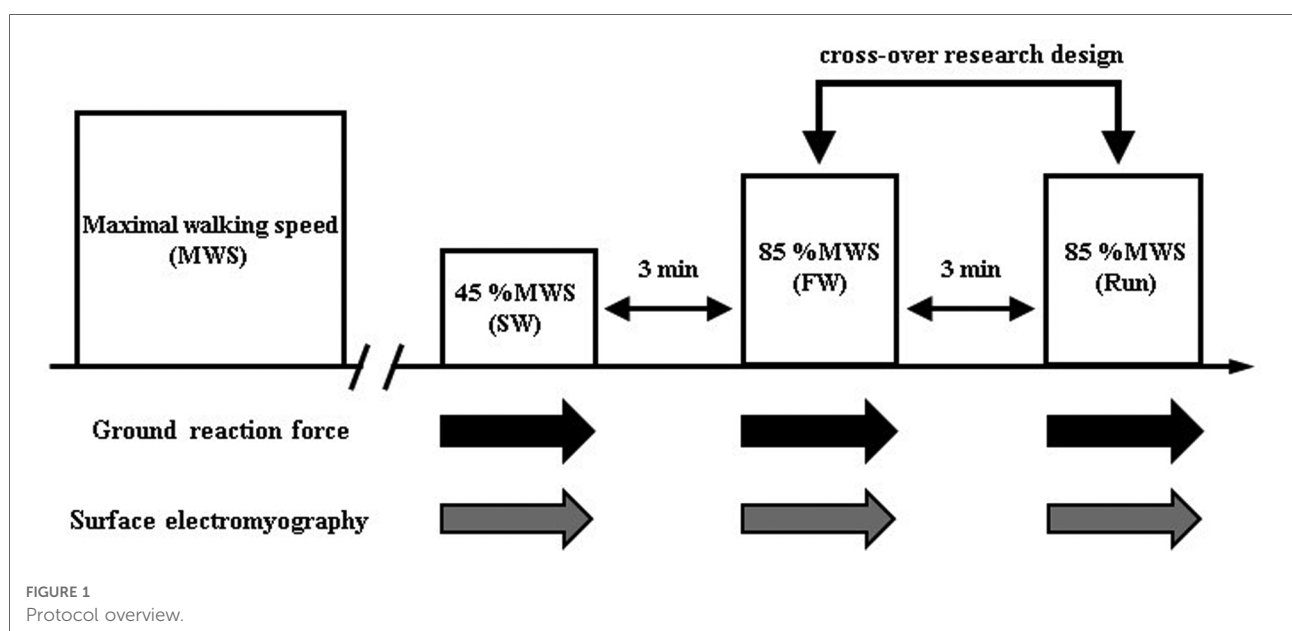 cross-over research design
Maximal walking speed
(MWS)
45 %MWS
(SW)
3 min
85 %MWS
(FW)
3 min
85 %MWS
(Run)
Ground reaction force
Surface electromyography
FIGURE 1
Protocol overview.